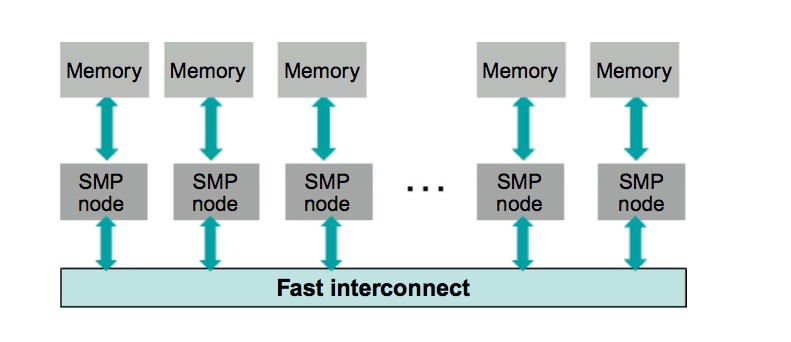 Memory Memory Memory Memory Memory
SMP SMP SMP SMP SMP
node node node ... node node
Fast interconnect